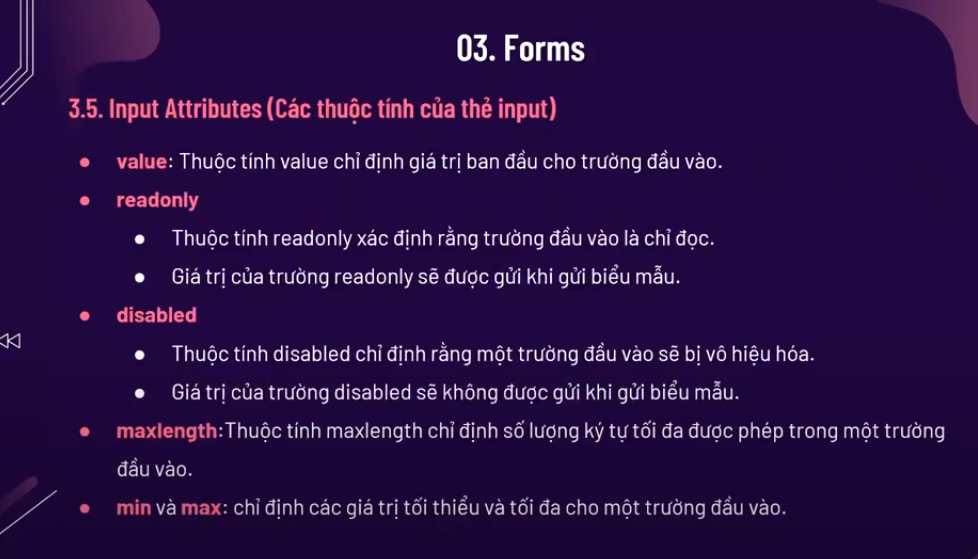 03. Forms
3.5. Input Attributes (Các thuộc tính của thẻ input)
● value: Thuộc tính value chỉ định giá trị ban đầu cho trường đầu vào.
● readonly
● Thuộc tính readonly xác định rằng trường đầu vào là chỉ đọc.
● Giá trị của trường readonly sẽ được gửi khi gửi biểu mẫu.
● disabled
● Thuộc tính disabled chỉ định rằng một trường đầu vào sẽ bị vô hiệu hóa.
● Giá trị của trường disabled sẽ không được gửi khi gửi biểu mẫu.
● maxlength:Thuộc tính maxlength chỉ định số lượng ký tự tối đa được phép trong một trường
đầu vào.
● min và max: chỉ định các giá trị tối thiểu và tối đa cho một trường đầu vào.